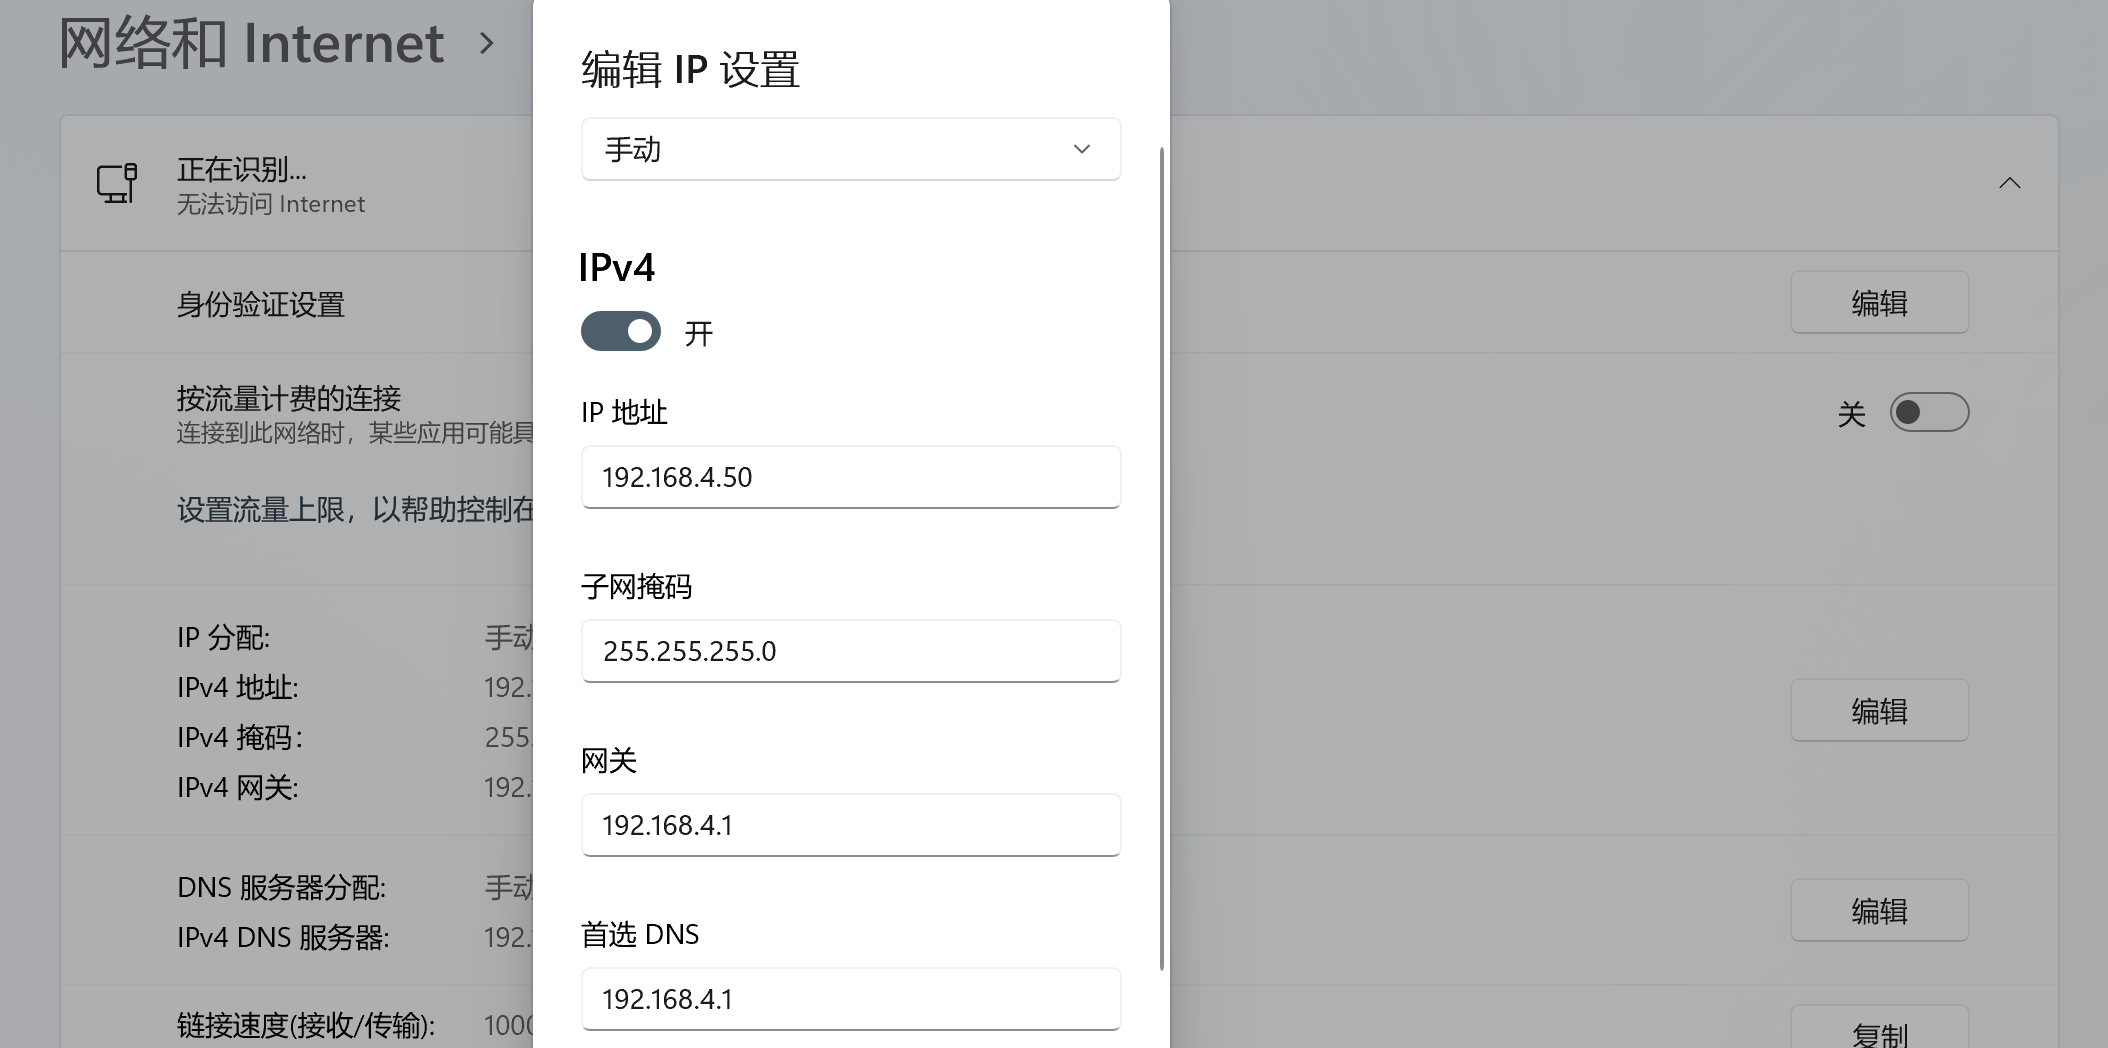 网络和 Internet
编辑 IP 设置
手动
正在识别...
无法访问 Internet
IPv4
开
身份验证设置
编辑
按流量计费的连接
连接到此网络时，某些应用可能具
关
IP 地址
192.168.4.50
设置流量上限，以帮助控制在
子网掩码
255.255.255.0
IP 分配:
手动
IPv4 地址:
192.
编辑
IPv4 掩码:
255.
IPv4 网关:
192.
网关
192.168.4.1
DNS 服务器分配:
手动
IPv4 DNS 服务器:
192.
编辑
首选 DNS
192.168.4.1
链接速度(接收/传输):
1000
复制